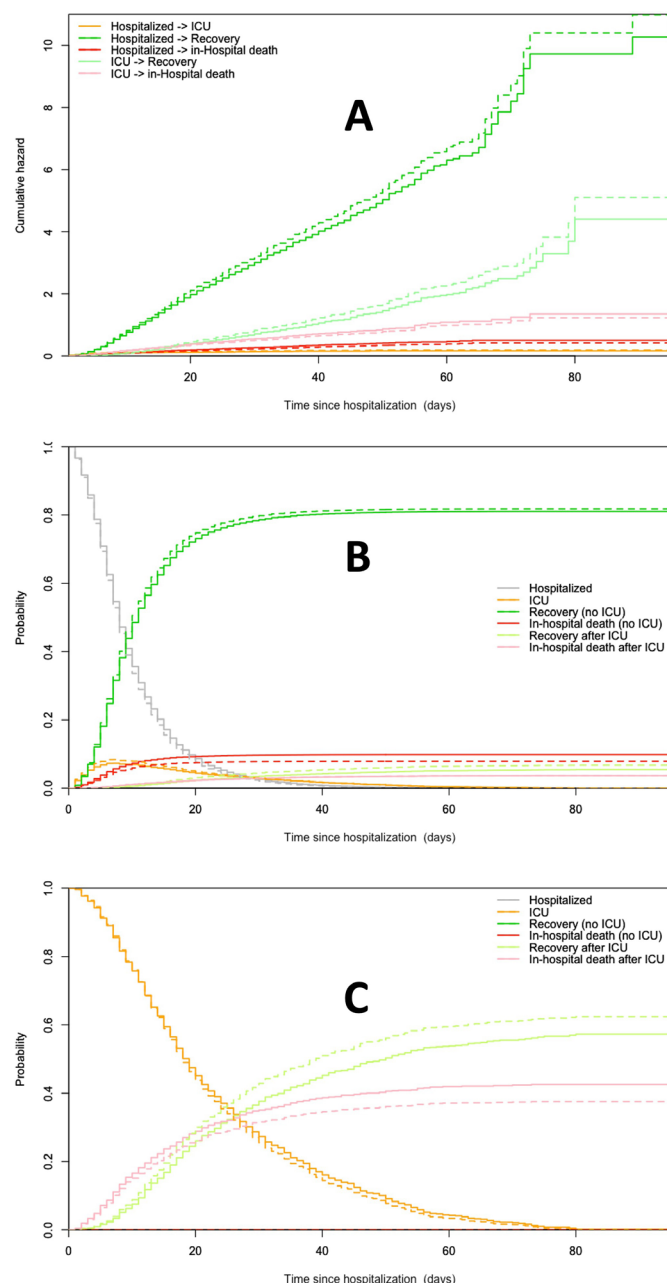 Hospitalized -> ICU
Hospitalized -> Recovery
Hospitalized -> in-Hospital death
ICU -> Recovery
ICU -> in-Hospital death
A
10
8
6
4
2
0
Cumulative hazard
20
40
60
80
Time since hospitalization (days)
1.0
0.8
0.6
0.4
0.2
0.0
Probability
B
Hospitalized
ICU
Recovery (no ICU)
In-hospital death (no ICU)
Recovery after ICU
In-hospital death after ICU
0
20
40
60
80
Time since hospitalization (days)
1.0
0.8
0.6
0.4
0.2
0.0
Probability
C
Hospitalized
ICU
Recovery (no ICU)
In-hospital death (no ICU)
Recovery after ICU
In-hospital death after ICU
0
20
40
60
80
Time since hospitalization (days)